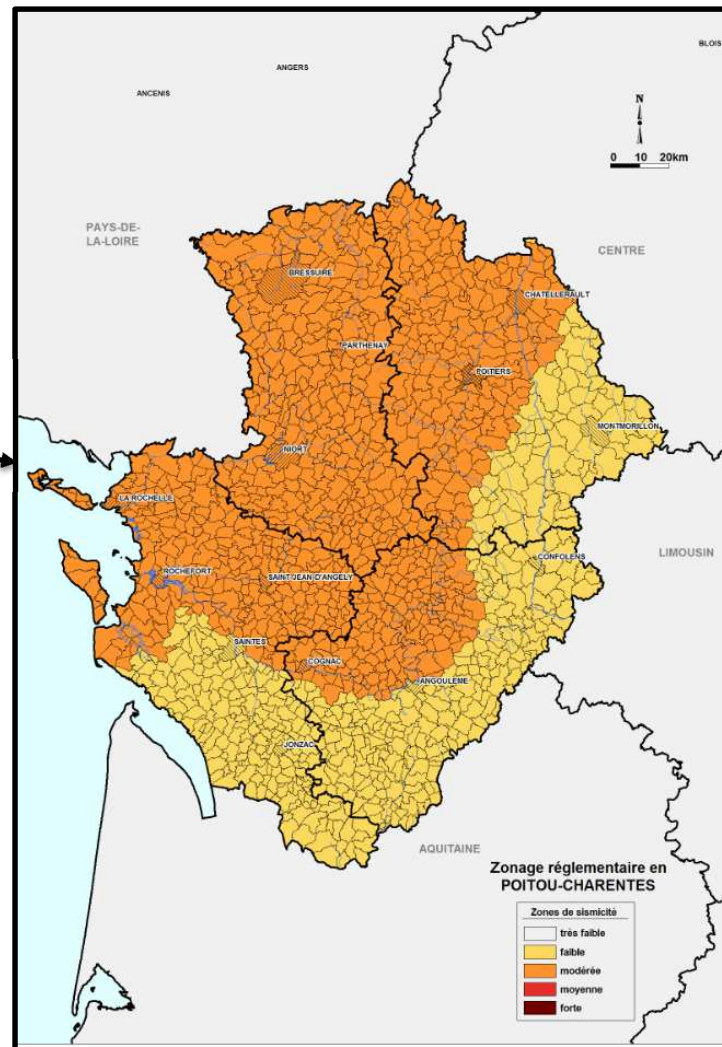 BLOIS
ANGERS
ANCENIS
N
0 10 20km
PAYS-DE-
LA-LOIRE
CENTRE
BRESSUIRE
CHATELLERAULT
PARTHENAY
POITIERS
MONTMORILLON
NIORT
LA ROCHELLE
LIMOUSIN
CONFOLENS
ROCHEFORT
SAINT JEAN D'ANGELY
SAINTES
COGNAC
ANGOULEME
JONZAC
AQUITAINE
Zonage réglementaire en
POITOU-CHARENTES
Zones de sismicité
très faible
faible
modérée
moyenne
forte